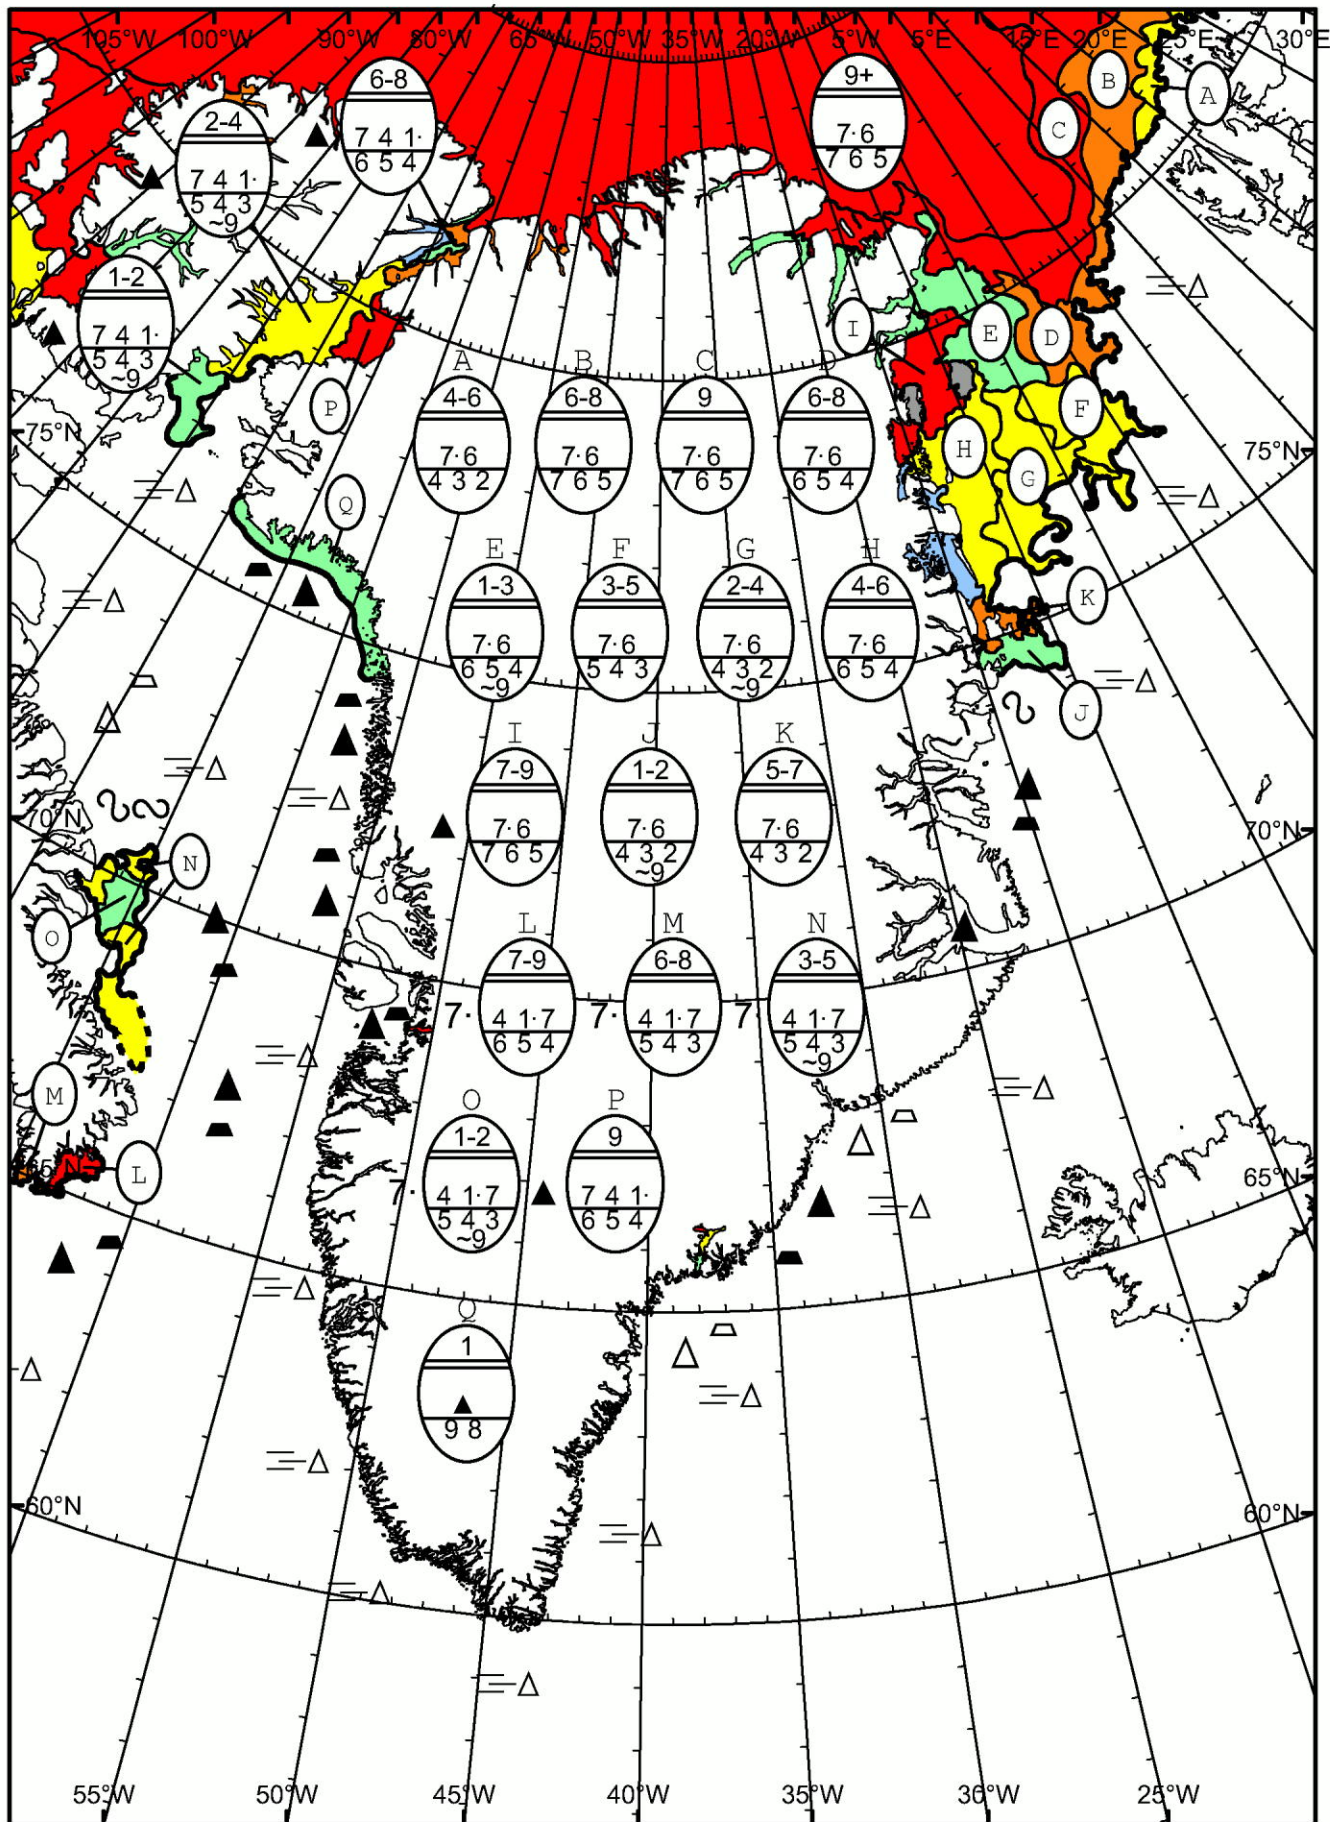 105°W 100°W 90°W 80°W 65°W 50°W 35°W 20°W 5°W 5°E 15°E 20°E 25°E 30°E
6-8
7 4 1·
6 5 4
9+
7·6
7 6 5
B
A
C
2-4
7 4 1·
5 4 3
~9
1-2
7 4 1·
5 4 3
~9
I
E
D
P
F
75°N
75°N
A B C D
4-6 6-8 9 6-8
7·6 7·6 7·6 7·6
4 3 2 7 6 5 7 6 5 6 5 4
H
G
Q
E F G H
1-3 3-5 2-4 4-6
7·6 7·6 7·6 7·6
6 5 4 5 4 3 4 3 2 6 5 4
~9 ~9
K
J
I J K
7-9 1-2 5-7
7·6 7·6 7·6
7 6 5 4 3 2 4 3 2
~9
70°N
70°N
N
O
L M N
7-9 6-8 3-5
7· 4 1·7 7· 4 1·7 7· 4 1·7
6 5 4 5 4 3 5 4 3
~9
M
L
65°N
65°N
O P
1-2 9
7· 4 1·7 7 4 1·
5 4 3 6 5 4
~9
Q
1
9 8
60°N
60°N
55°W 50°W 45°W 40°W 35°W 30°W 25°W